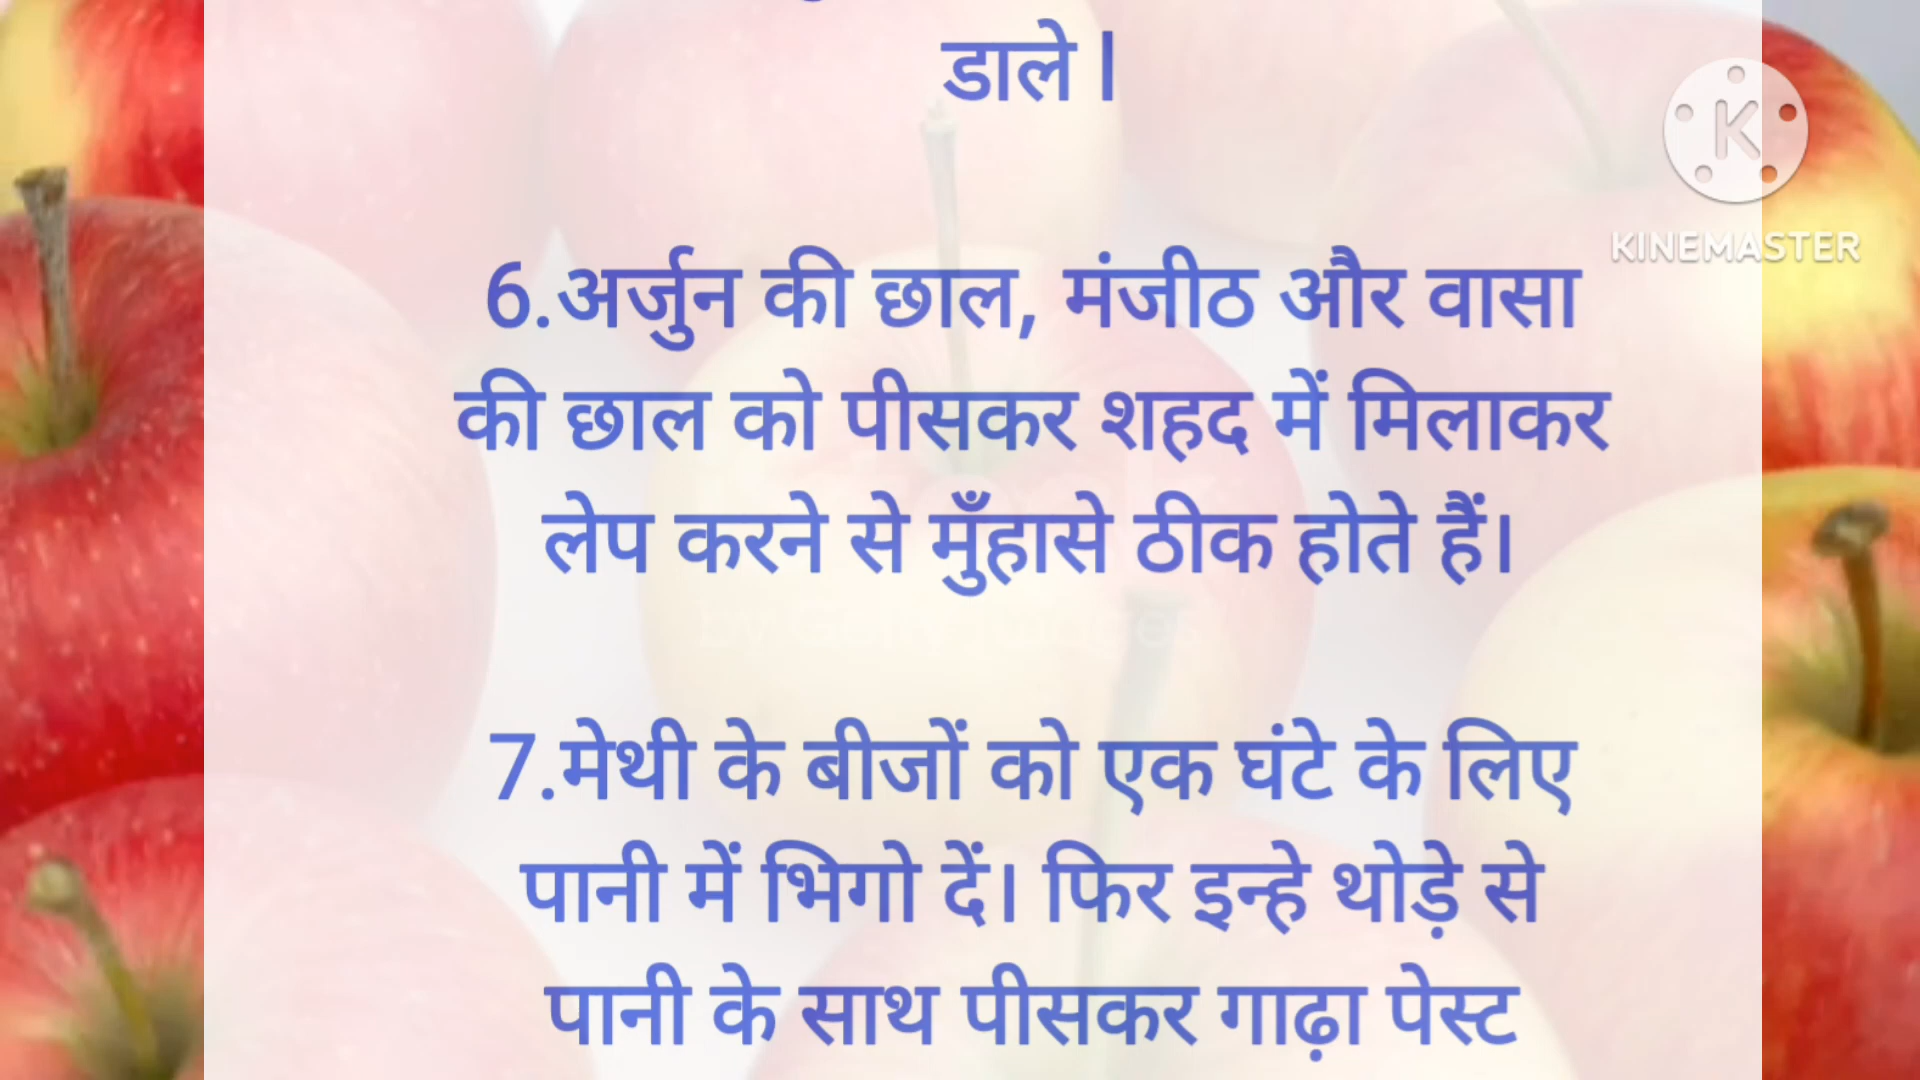 डाले l
KINEMASTER
6.अर्जुन की छाल, मंजीठ और वासा
की छाल को पीसकर शहद में मिलाकर
लेप करने से मुँहासे ठीक होते हैं।
7.मेथी के बीजों को एक घंटे के लिए
पानी में भिगो दें। फिर इन्हे थोड़े से
पानी के साथ पीसकर गाढ़ा पेस्ट